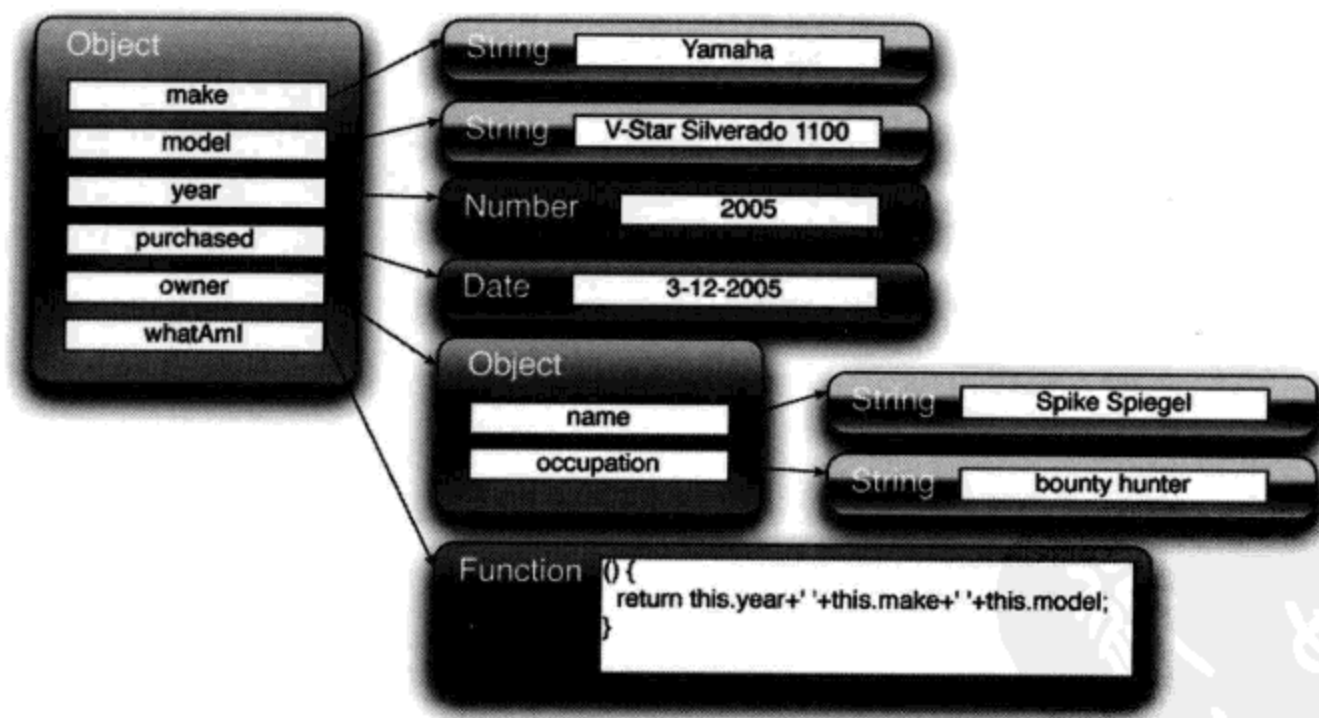 Object
make
model
year
purchased
owner
whatAmI
String
Yamaha
String
V-Star Silverado 1100
Number
2005
Date
3-12-2005
Object
name
occupation
String
Spike Spiegel
String
bounty hunter
Function
() {
return this.year+' '+this.make+' '+this.model;
}